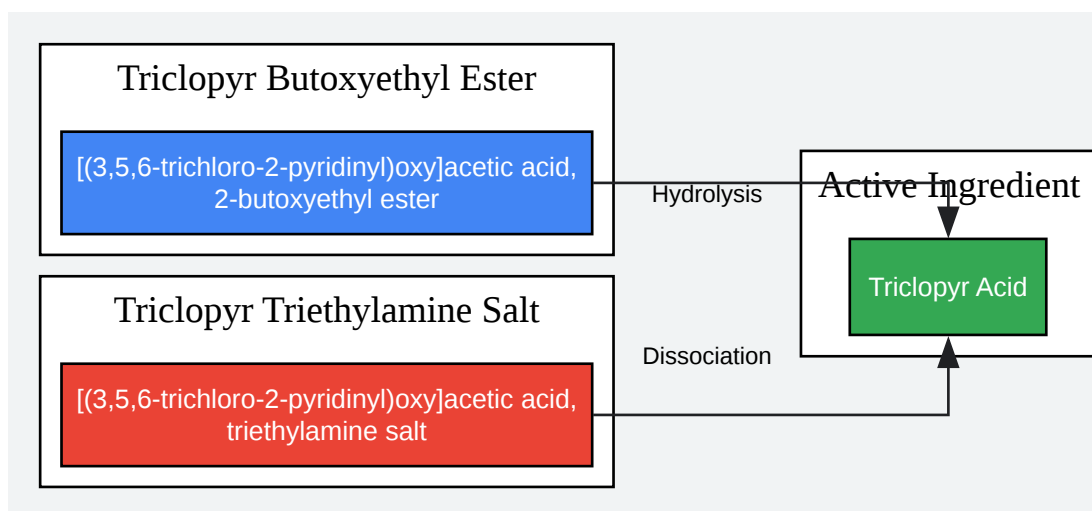 Triclopyr Butoxyethyl Ester
[(3,5,6-trichloro-2-pyridinyl)oxy]acetic acid,
2-butoxyethyl ester
Hydrolysis
Active Ingredient
Triclopyr Acid
Triclopyr Triethylamine Salt
Dissociation
[(3,5,6-trichloro-2-pyridinyl)oxy]acetic acid,
triethylamine salt